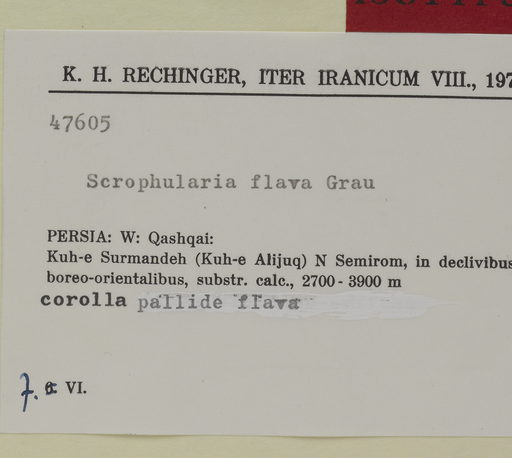 K. H. RECHINGER, ITER IRANICUM VIII., 197
47605
Scrophularia flava Grau
PERSIA: W: Qashqai:
Kuh-e Surmandeh (Kuh-e Alijuq) N Semirom, in declivibus
boreo-orientalibus, substr. calc., 2700 - 3900 m
corolla pallide flava
7. VI.